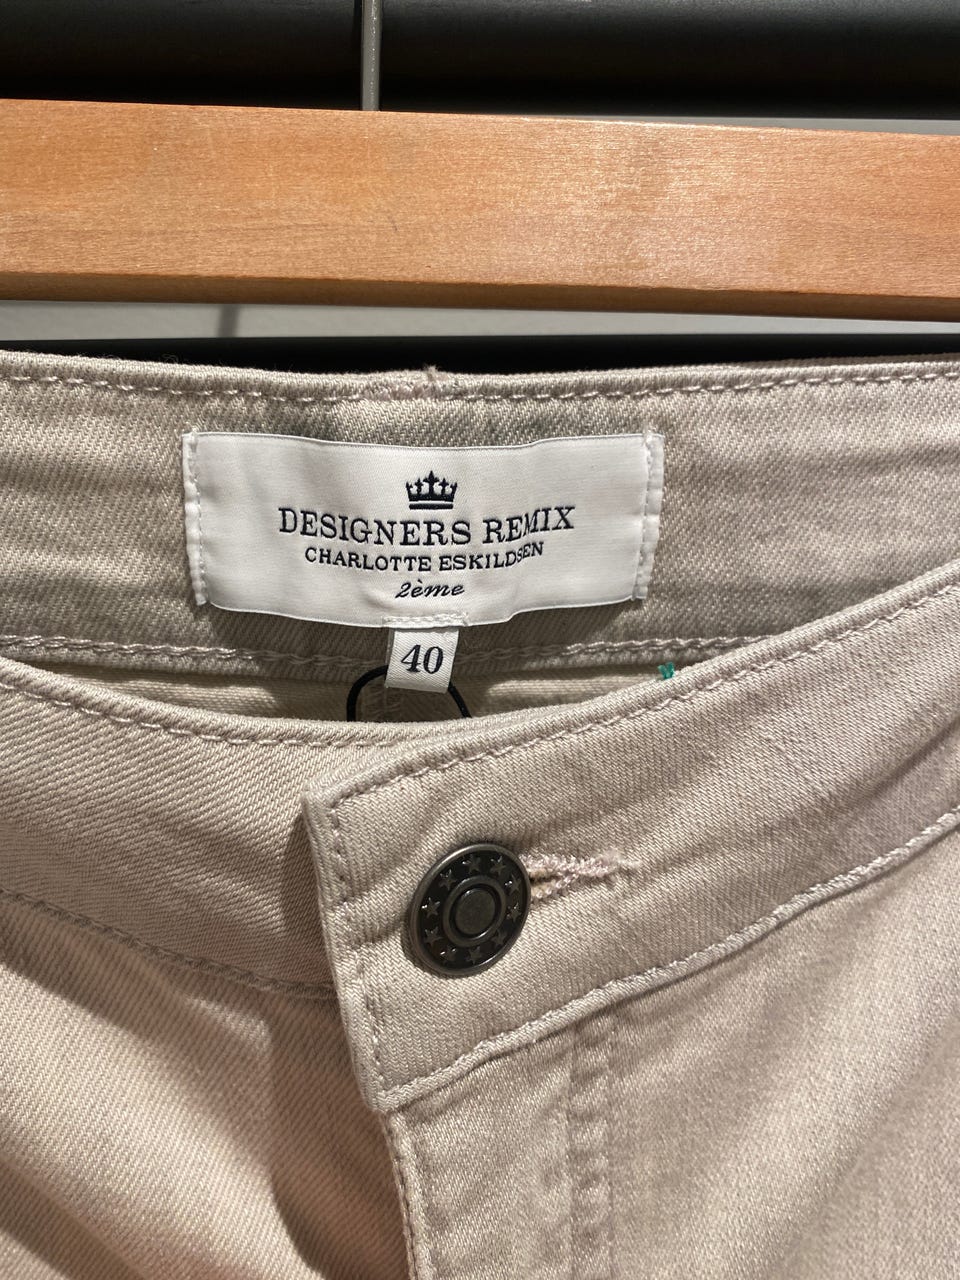 DESIGNERS REMIX
CHARLOTTE ESKILDSEN
2ème
40